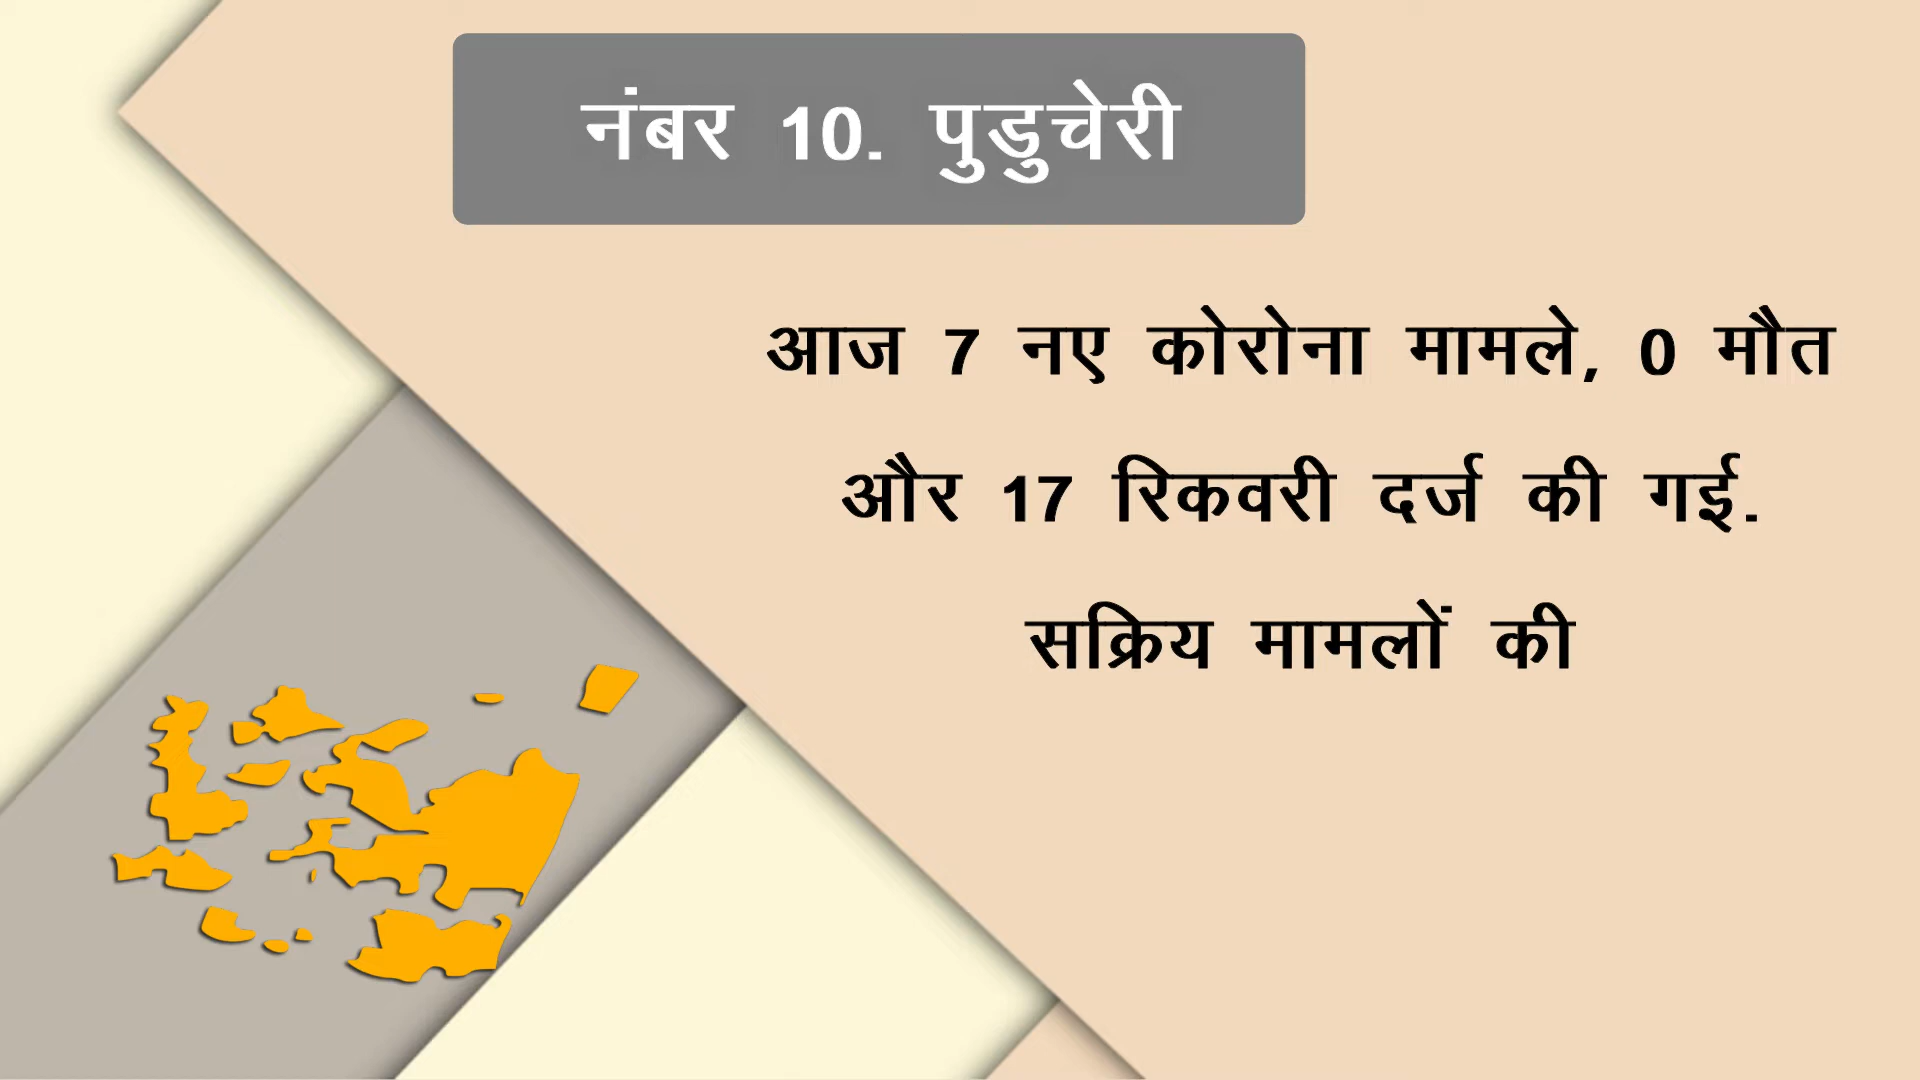 नंबर 10. पुडुचेरी
आज 7 नए कोरोना मामले, 0 मौत
और 17 रिकवरी दर्ज की गई.
सक्रिय मामलों की